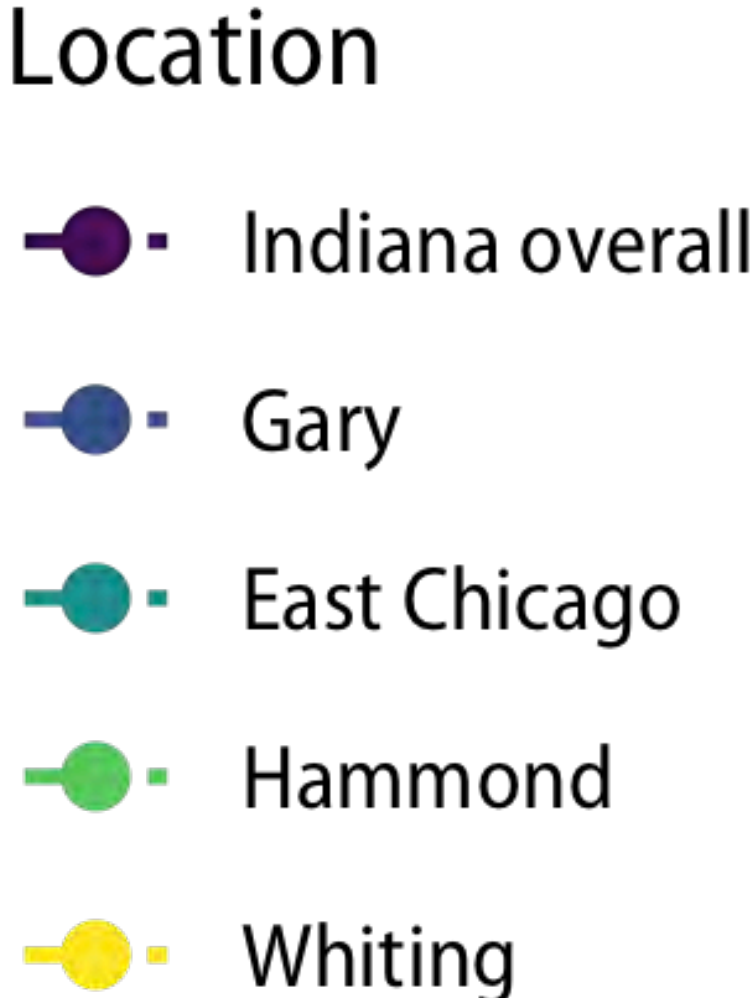 Location
Indiana overall
Gary
East Chicago
Hammond
Whiting